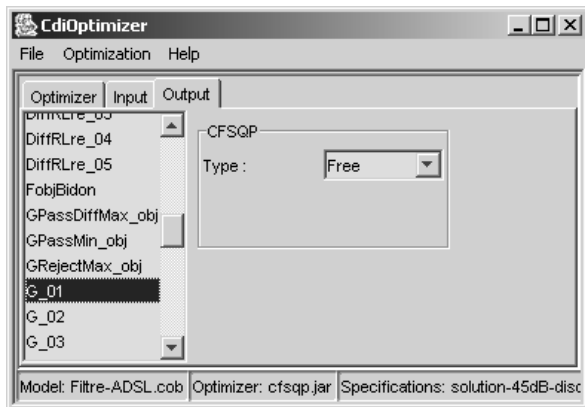 CdiOptimizer
File Optimization Help
Optimizer Input Output
DiffRLre_03
DiffRLre_04
DiffRLre_05
FobjBidon
GPassDiffMax_obj
GPassMin_obj
GRejectMax_obj
G_01
G_02
G_03
CFSQP
Type : Free
Model: Filtre-ADSL.cob Optimizer: cfsqp.jar Specifications: solution-45dB-disc